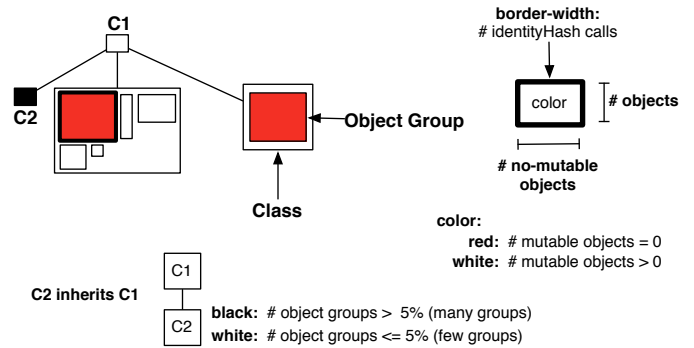 C1
C2
Object Group
Class
border-width:
# identityHash calls
color
# objects
# no-mutable
objects
color:
red: # mutable objects = 0
white: # mutable objects > 0
C2 inherits C1
C1
C2
black: # object groups > 5% (many groups)
white: # object groups <= 5% (few groups)